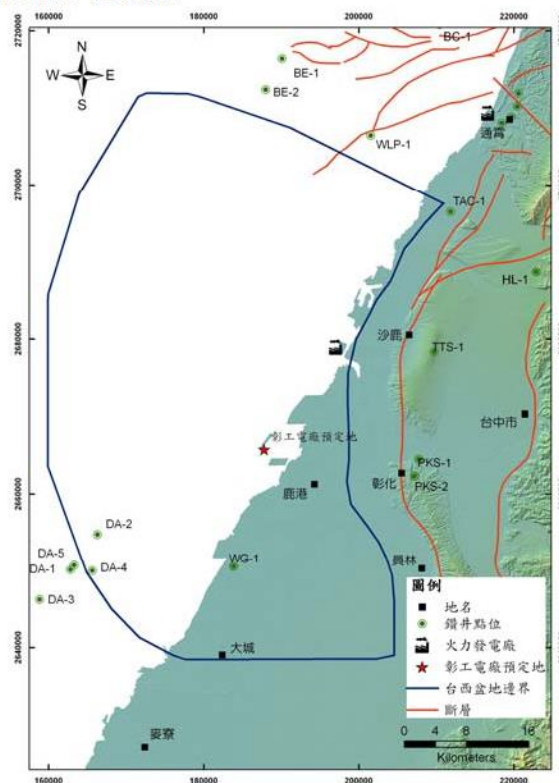 160000 180000 200000 220000
2720000
2700000
2680000
2660000
2640000
N
W E
S
BC-1
BE-1
BE-2
WLP-1
通霄
TAC-1
HL-1
沙鹿
TTS-1
台中市
彰工電廠預定地
PKS-1
彰化
PKS-2
鹿港
DA-2
DA-5
DA-1
DA-4
DA-3
WG-1
員林
大城
麥寮
圖例
地名
鑽井點位
火力發電廠
彰工電廠預定地
台西盆地邊界
斷層
0 4 8 16
Kilometers
160000 180000 200000 220000